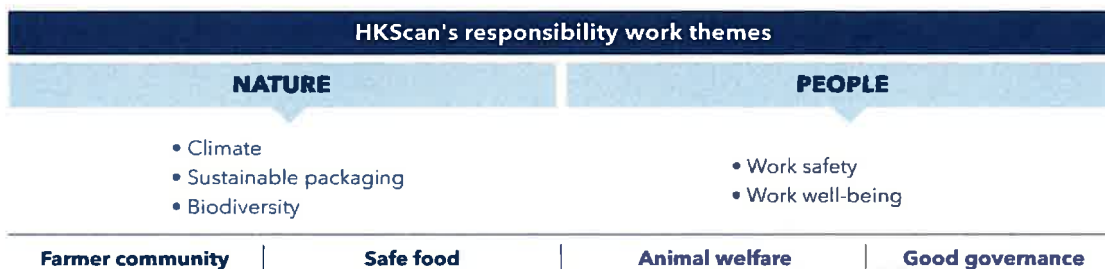 HKScan's responsibility work themes
NATURE
PEOPLE
• Climate
• Sustainable packaging
• Biodiversity
• Work safety
• Work well-being
Farmer community
Safe food
Animal welfare
Good governance